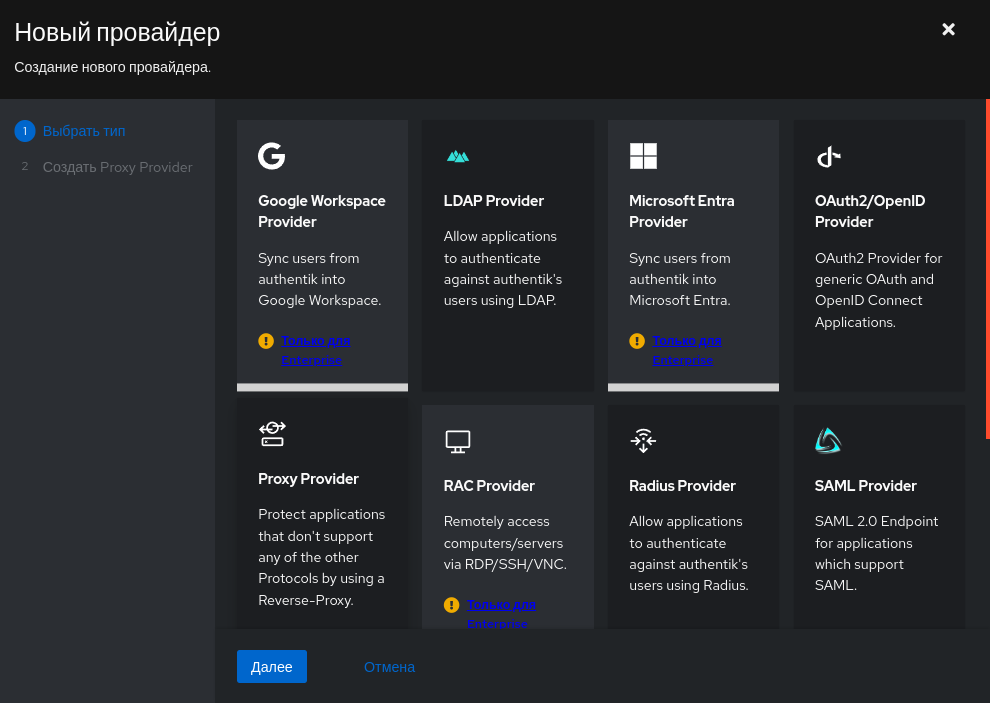 Новый провайдер
Создание нового провайдера.
1 Выбрать тип
2 Создать Proxy Provider
Google Workspace
Provider
Sync users from
authentik into
Google Workspace.
Только для
Enterprise
LDAP Provider
Allow applications
to authenticate
against authentik's
users using LDAP.
Microsoft Entra
Provider
Sync users from
authentik into
Microsoft Entra.
Только для
Enterprise
OAuth2/OpenID
Provider
OAuth2 Provider for
generic OAuth and
OpenID Connect
Applications.
Proxy Provider
Protect applications
that don't support
any of the other
Protocols by using a
Reverse-Proxy.
RAC Provider
Remotely access
computers/servers
via RDP/SSH/VNC.
Только для
Enterprise
Radius Provider
Allow applications
to authenticate
against authentik's
users using Radius.
SAML Provider
SAML 2.0 Endpoint
for applications
which support
SAML.
Далее
Отмена